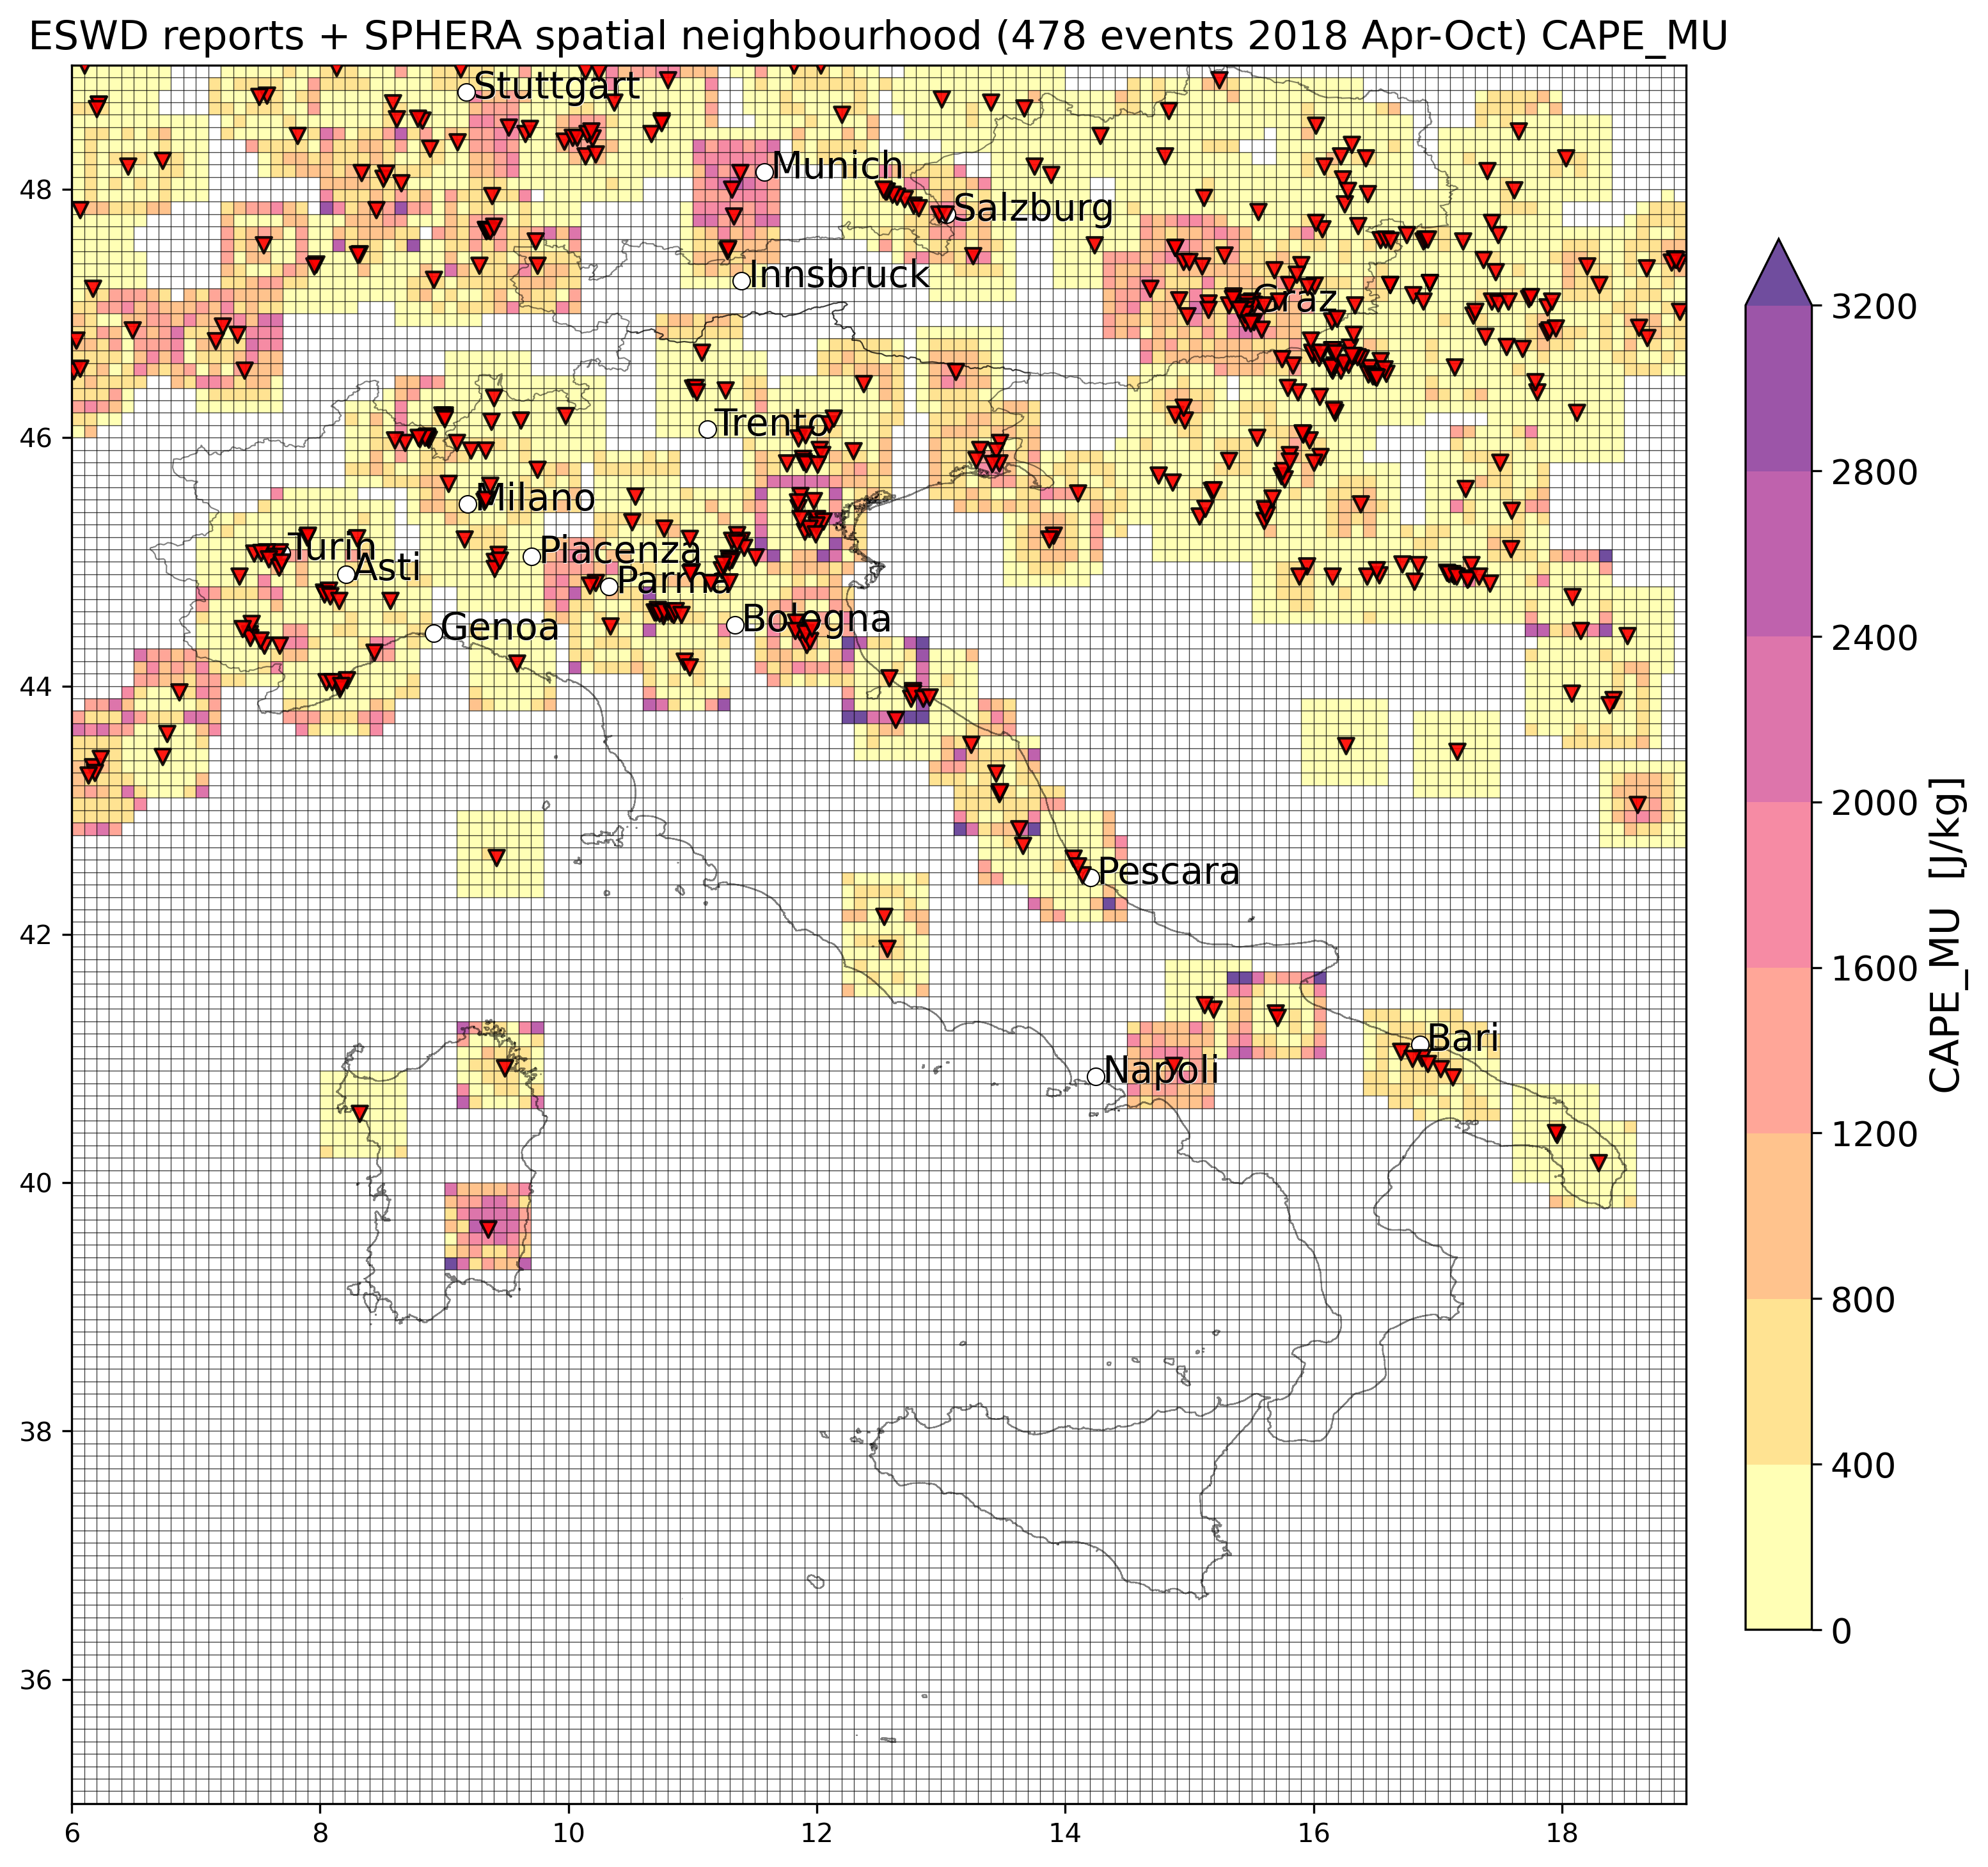 ESWD reports + SPHERA spatial neighbourhood (478 events 2018 Apr-Oct) CAPE_MU
Stuttgart
Munich
Salzburg
Innsbruck
Graz
Trento
Milano
Turin
Piacenza
Asti
Parma
Genoa
Bologna
Pescara
Bari
Napoli
48
46
44
42
40
38
36
6 8 10 12 14 16 18
3200
2800
2400
2000
1600
1200
800
400
0
CAPE_MU [J/kg]